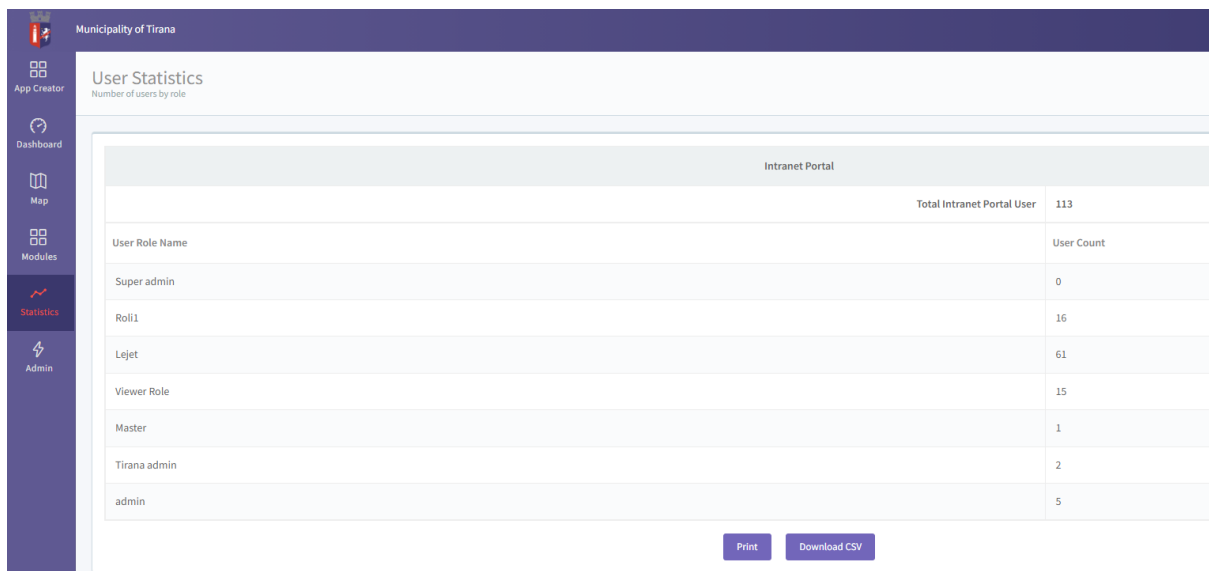 Municipality of Tirana
App Creator
Dashboard
Map
Modules
Statistics
Admin
User Statistics
Number of users by role
Intranet Portal
Total Intranet Portal User 113
User Role Name User Count
Super admin 0
Roli1 16
Lejet 61
Viewer Role 15
Master 1
Tirana admin 2
admin 5
Print Download CSV